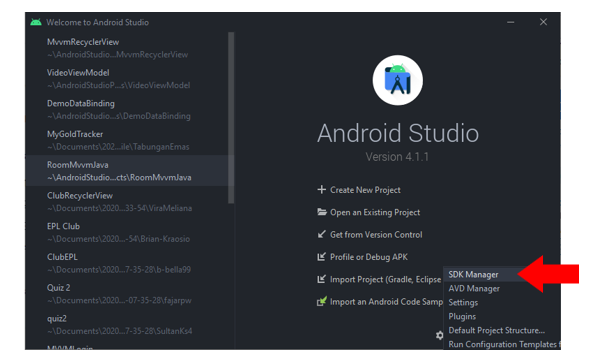 Welcome to Android Studio
MvvmRecyclerView
~\AndroidStudio...MvvmRecyclerView
VideoViewModel
~\AndroidStudioP...s\VideoViewModel
DemoDataBinding
~\AndroidStudio...s\DemoDataBinding
MyGoldTracker
~\Documents\202...ile\TabunganEmas
RoomMvvmJava
~\AndroidStudio...cts\RoomMvvmJava
ClubRecyclerView
~\Documents\2020...33-54\ViraMeliana
EPL Club
~\Documents\2020...-54\Brian-Kraosio
ClubEPL
~\Documents\2020...7-35-28\b-bella99
Quiz 2
~\Documents\2020...-07-35-28\fajarpw
quiz2
~\Documents\2020...7-35-28\SultanKs4
MVVMLogin
Android Studio
Version 4.1.1
Create New Project
Open an Existing Project
Get from Version Control
Profile or Debug APK
Import Project (Gradle, Eclipse
Import an Android Code Samp
SDK Manager
AVD Manager
Settings
Plugins
Default Project Structure...
Run Configuration Templates f